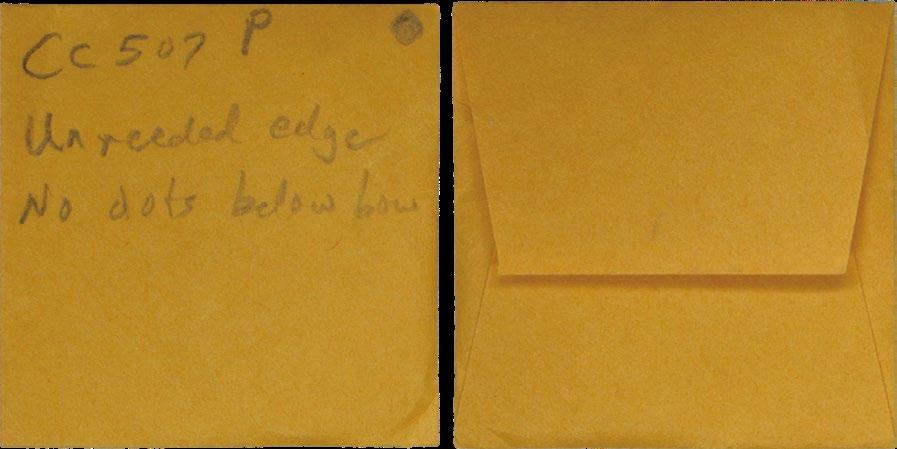 CC 507 P
Unreeded edge
No dots below bow